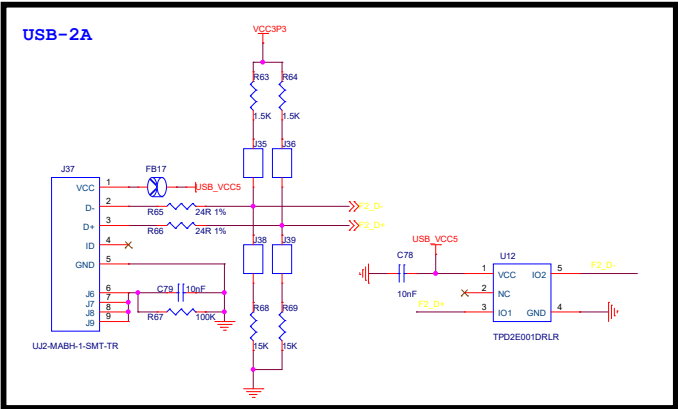 USB-2A
VCC3P3
R63
R64
1.5K
1.5K
J35
J36
J37
FB17
VCC
1
USB_VCC5
D-
2
R65
24R 1%
F2_D-
D+
3
R66
24R 1%
F2_D+
ID
4
GND
5
J38
J39
J6
6
J7
7
J8
8
J9
9
C79
10nF
R67
100K
R68
R69
15K
15K
UJ2-MABH-1-SMT-TR
USB_VCC5
C78
10nF
U12
1
VCC
IO2
5
F2_D-
2
NC
F2_D+
3
IO1
GND
4
TPD2E001DRLR